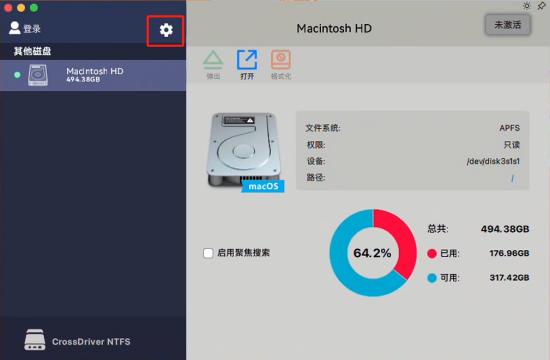 登录
其他磁盘
Macintosh HD
494.38GB
CrossDriver NTFS
Macintosh HD
未激活
弹出
打开
格式化
macOS
文件系统: APFS
权限: 只读
设备: /dev/disk3s1s1
路径: /
启用聚焦搜索
64.2%
总共: 494.38GB
已用: 176.96GB
可用: 317.42GB